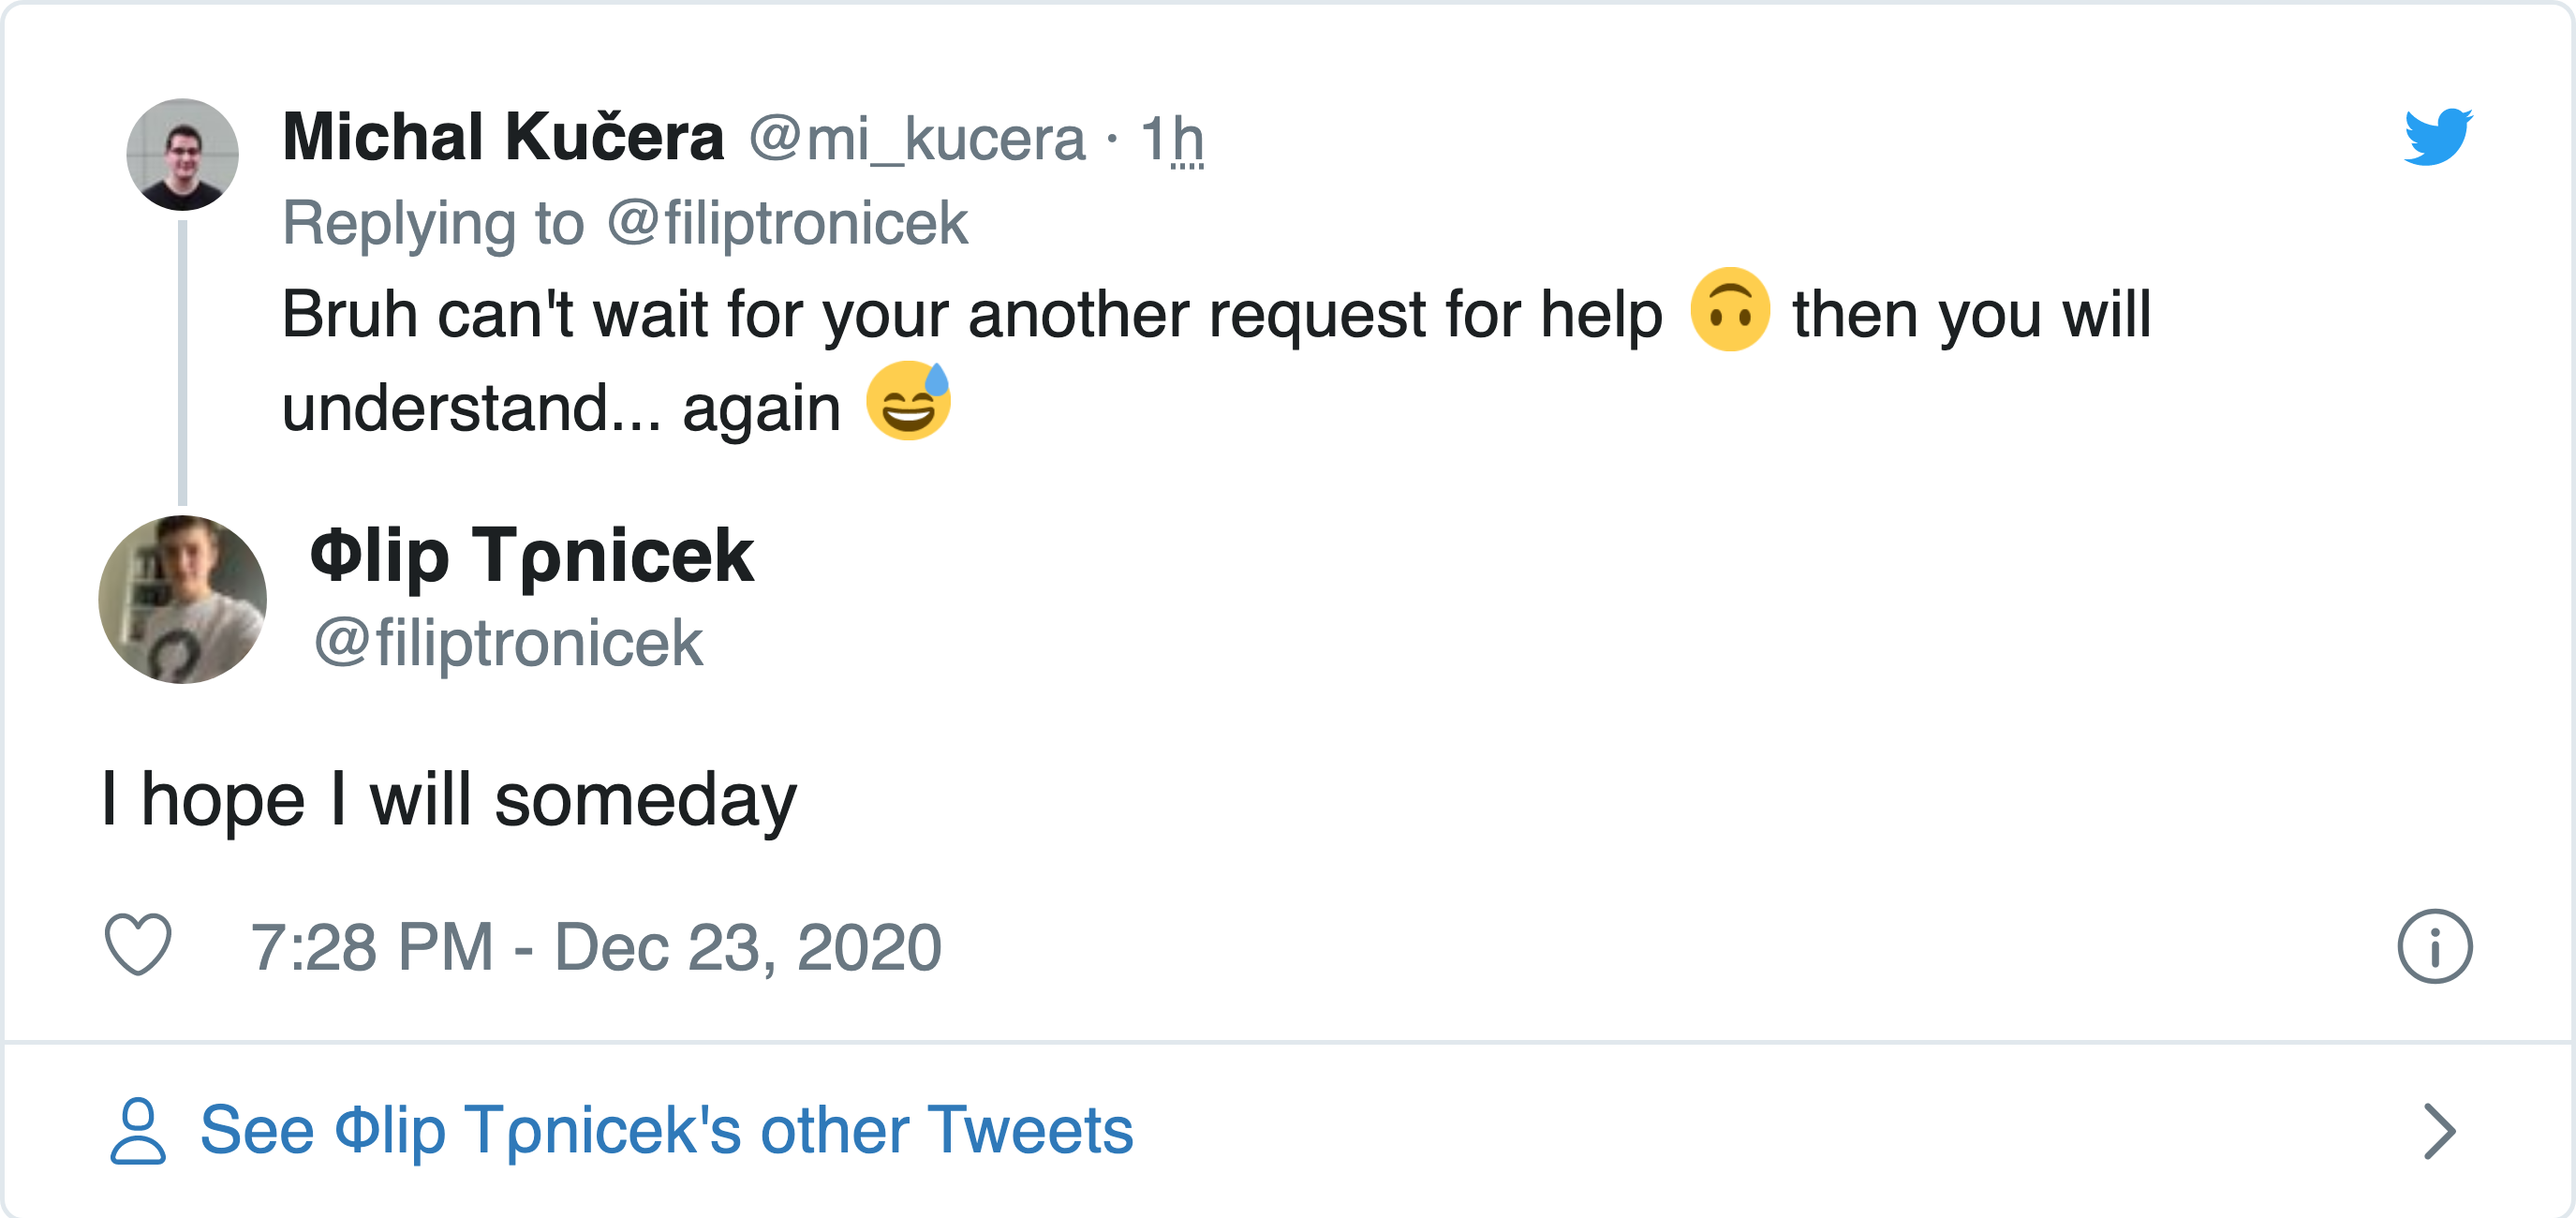 Michal Kučera @mi_kucera · 1h
Replying to @filiptronicek
Bruh can't wait for your another request for help 🙃 then you will
understand... again 😅
Φlip Tρnicek
@filiptronicek
I hope I will someday
7:28 PM - Dec 23, 2020
See Φlip Tρnicek's other Tweets